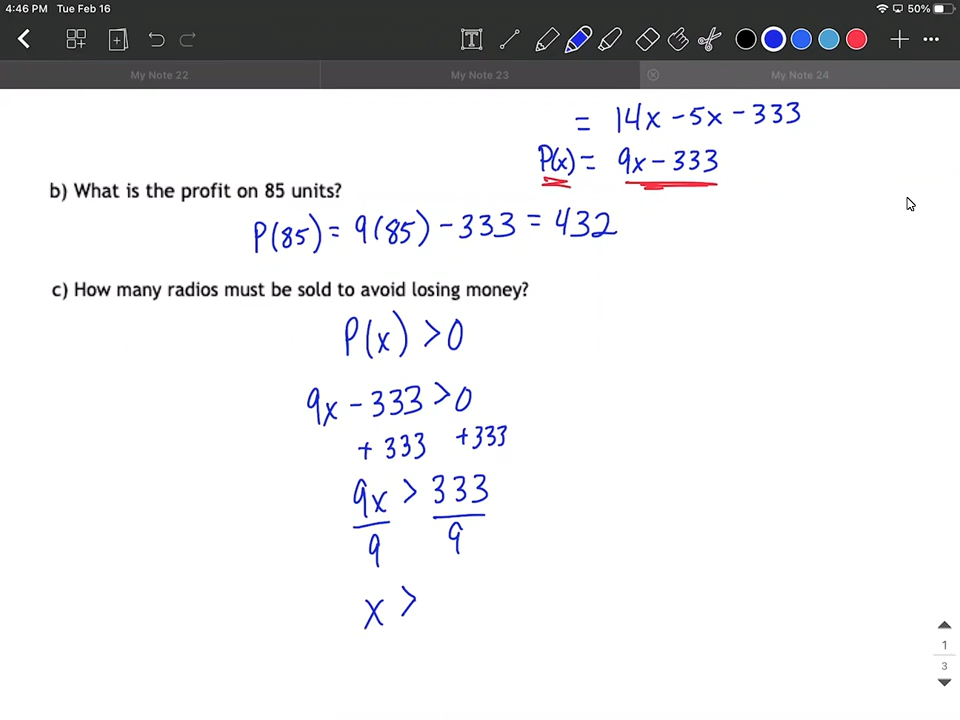 4:46 PM Tue Feb 16 50%
My Note 22 My Note 23 My Note 24
= 14x - 5x - 333
P(x) = 9x - 333
b) What is the profit on 85 units?
P(85) = 9(85) - 333 = 432
c) How many radios must be sold to avoid losing money?
P(x) > 0
9x - 333 > 0
+ 333 + 333
9x > 333
9 9
x >
1
3